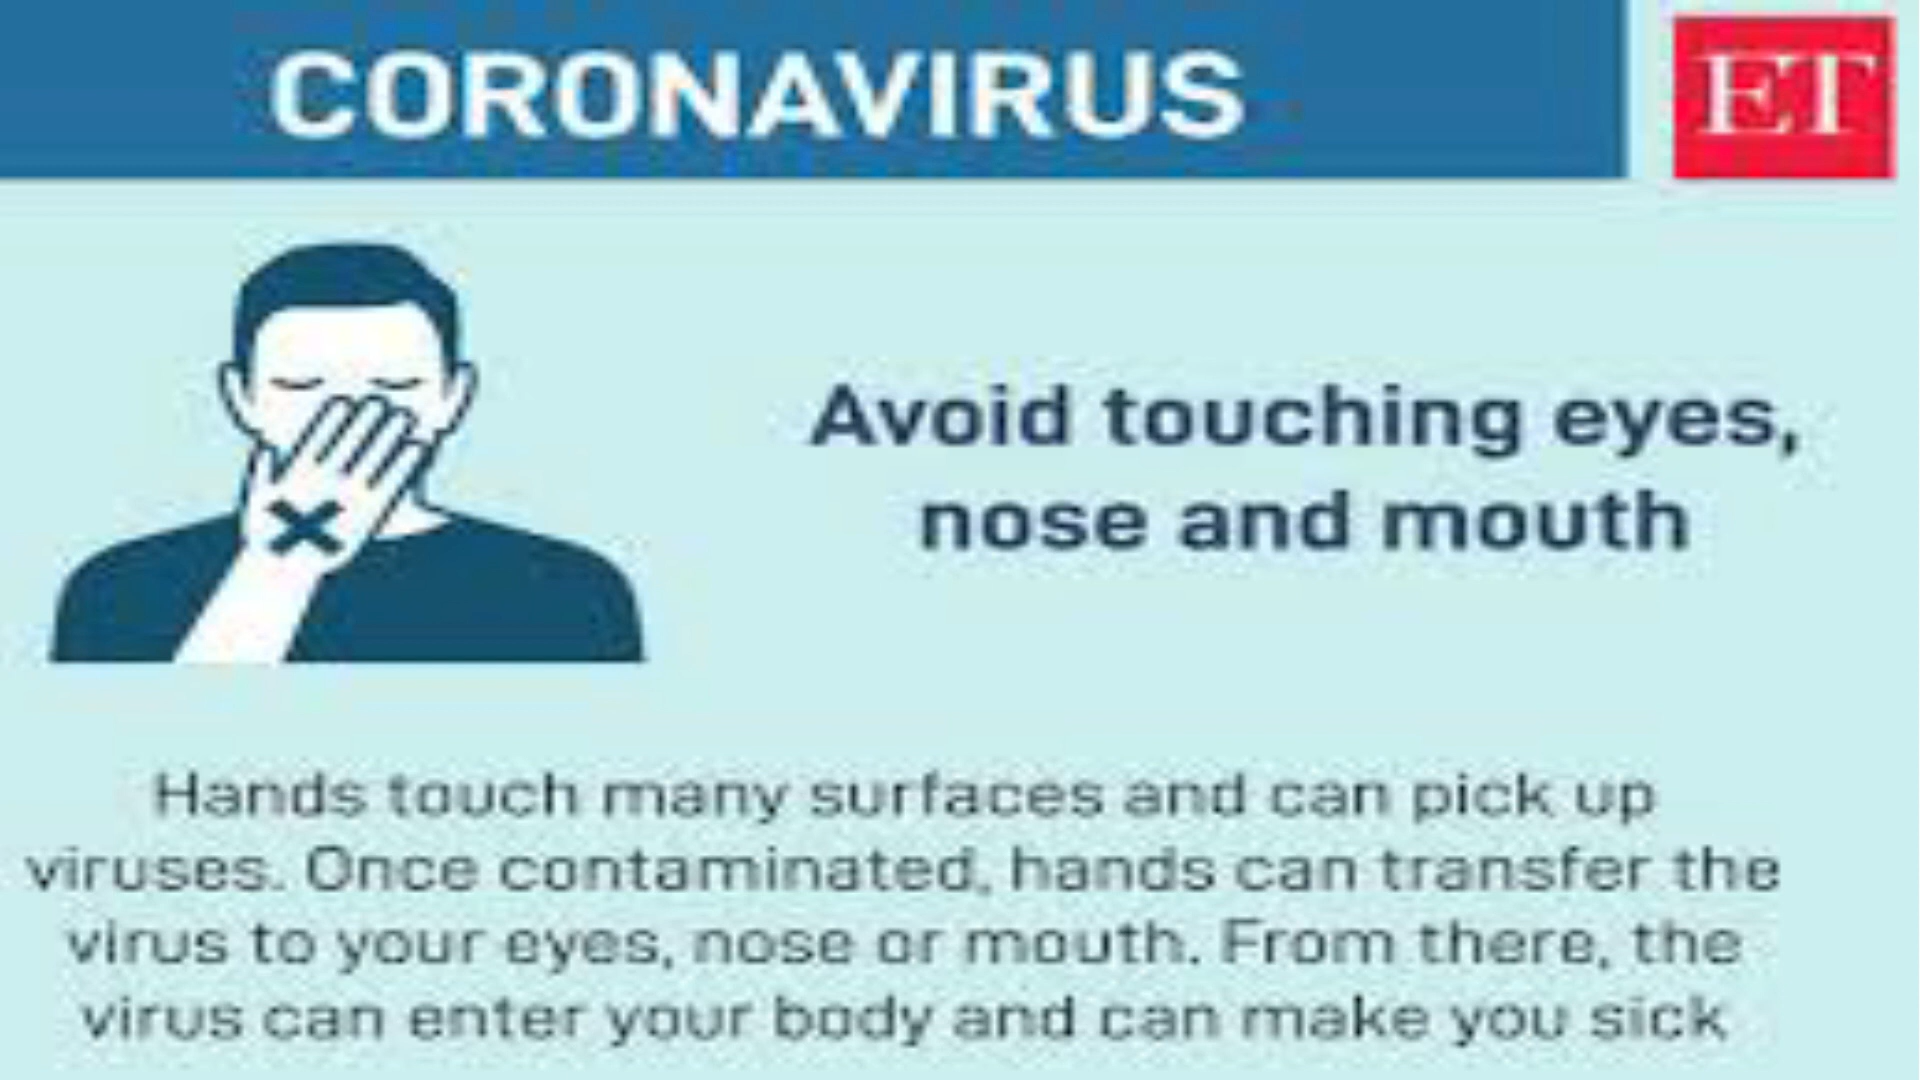 CORONAVIRUS
ET
Avoid touching eyes,
nose and mouth
Hands touch many surfaces and can pick up
viruses. Once contaminated, hands can transfer the
virus to your eyes, nose or mouth. From there, the
virus can enter your body and can make you sick